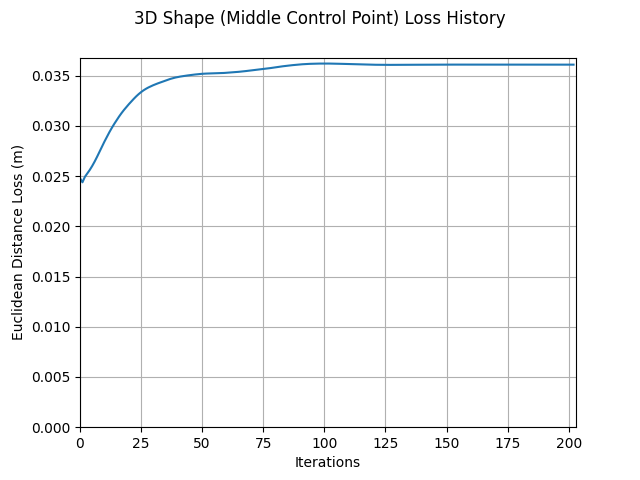 3D Shape (Middle Control Point) Loss History
Euclidean Distance Loss (m)
0.035
0.030
0.025
0.020
0.015
0.010
0.005
0.000
0 25 50 75 100 125 150 175 200
Iterations